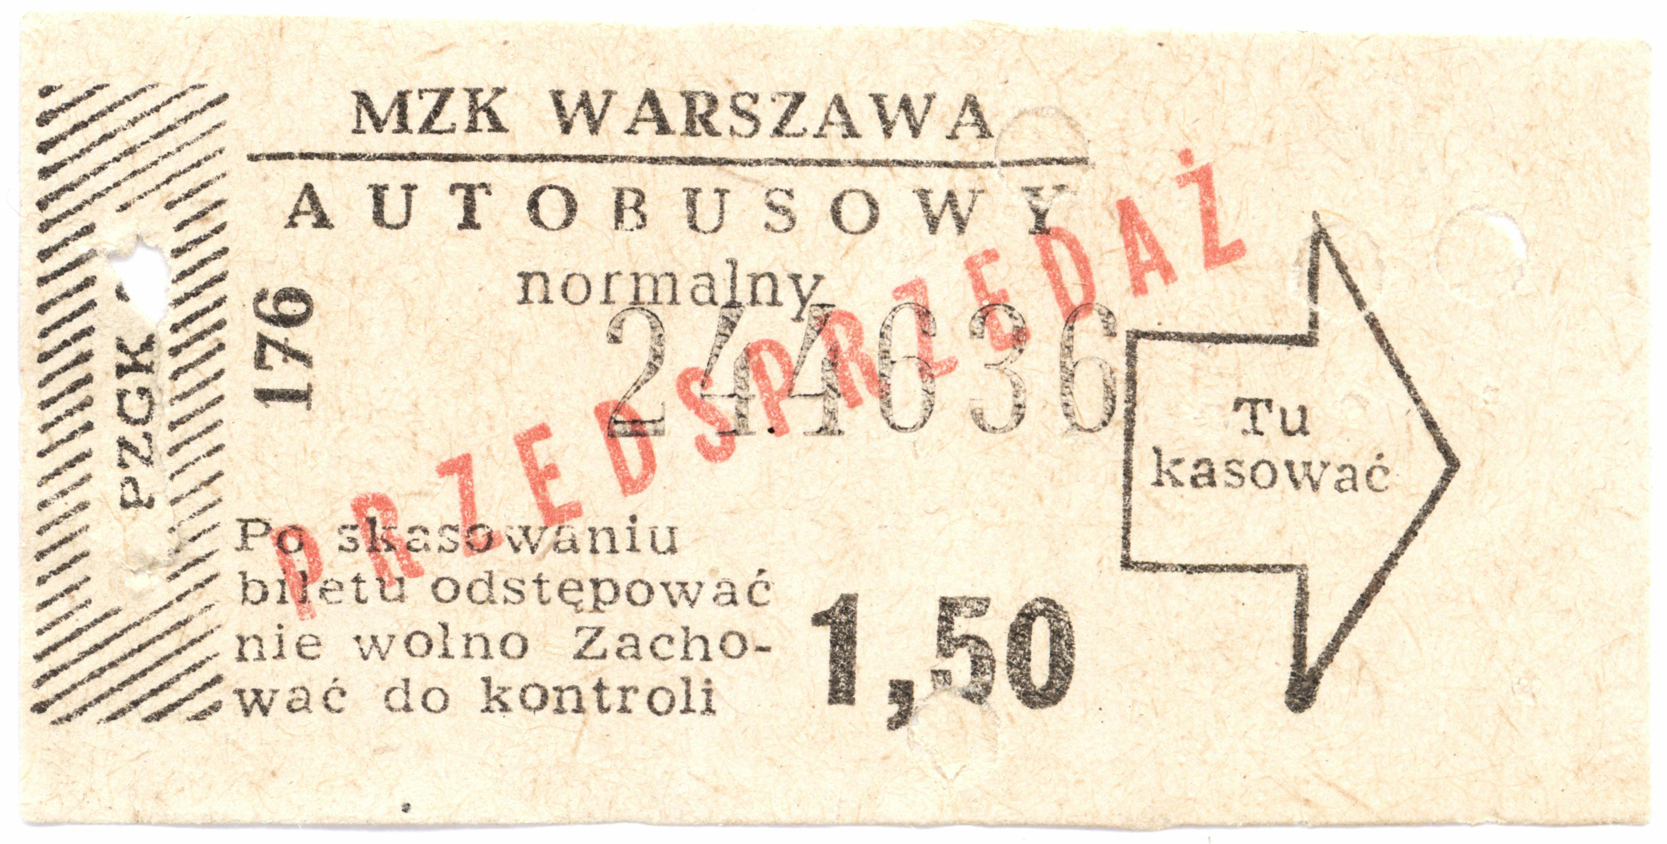 MZK WARSZAWA
AUTOBUSOWY
normalny
244636
PRZEDSPRZEDAŻ
176
PZGK
Tu
kasować
Po skasowaniu
biletu odstępować
nie wolno Zacho-
wać do kontroli
1,50